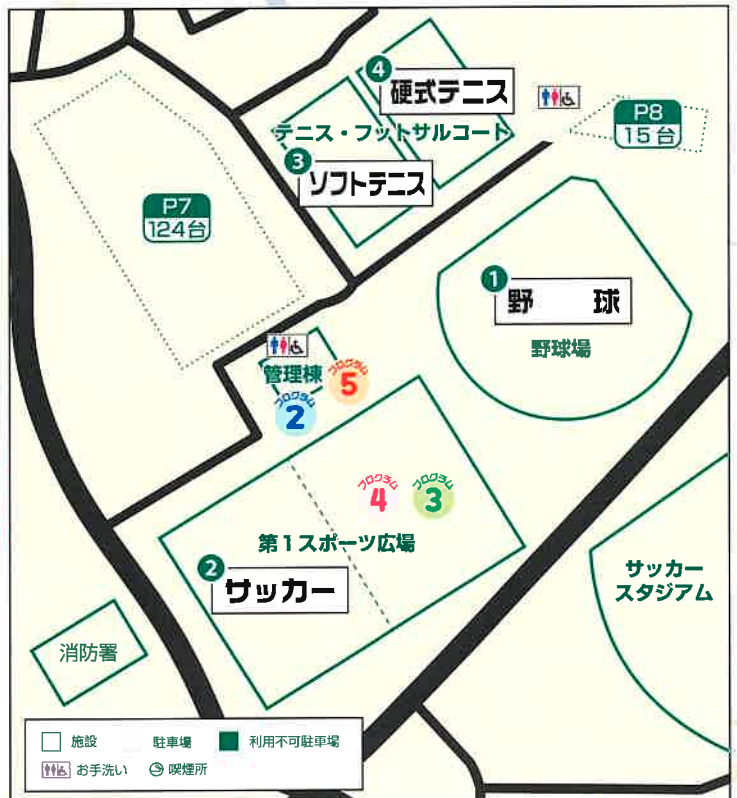 4
硬式テニス
P8
15台
テニス・フットサルコート
3
ソフトテニス
P7
124台
1
野 球
野球場
管理棟
プログラム
5
プログラム
2
プログラム
4
プログラム
3
第1スポーツ広場
2
サッカー
サッカー
スタジアム
消防署
施設 駐車場 利用不可駐車場
お手洗い 喫煙所